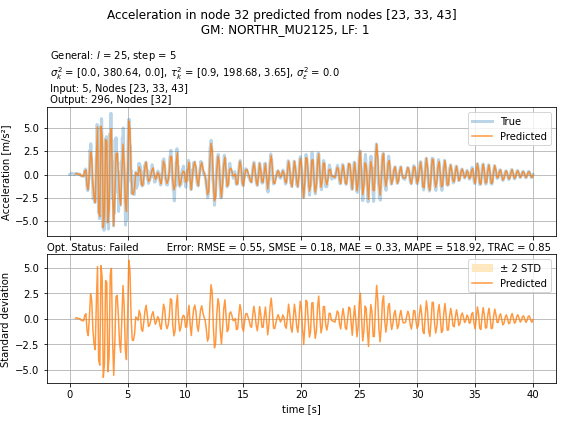 Acceleration in node 32 predicted from nodes [23, 33, 43]
GM: NORTHR_MU2125, LF: 1
General: l = 25, step = 5
σ²ₖ = [0.0, 380.64, 0.0], τ²ₖ = [0.9, 198.68, 3.65], σ²ₑ = 0.0
Input: 5, Nodes [23, 33, 43]
Output: 296, Nodes [32]
Acceleration [m/s²]
5.0
2.5
0.0
−2.5
−5.0
True
Predicted
Opt. Status: Failed
Error: RMSE = 0.55, SMSE = 0.18, MAE = 0.33, MAPE = 518.92, TRAC = 0.85
Standard deviation
5.0
2.5
0.0
−2.5
−5.0
± 2 STD
Predicted
0 5 10 15 20 25 30 35 40
time [s]